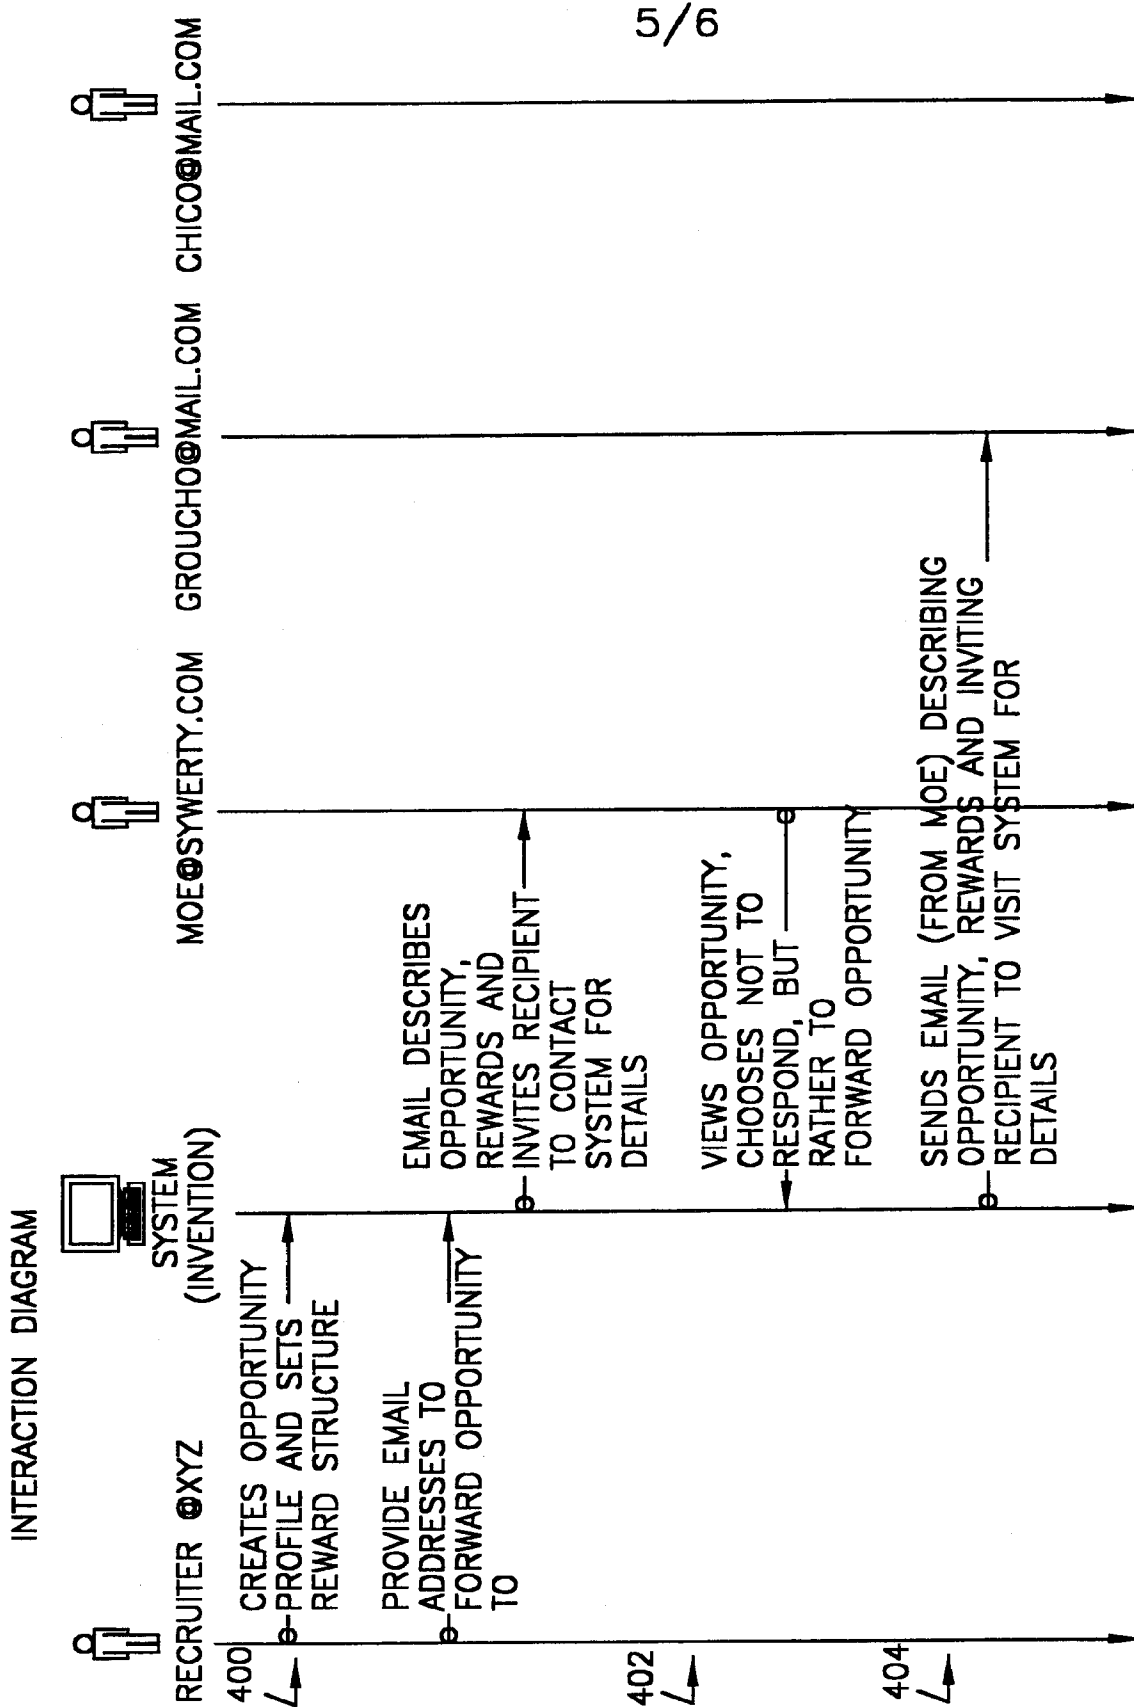 5/6
INTERACTION DIAGRAM
RECRUITER @XYZ
SYSTEM
(INVENTION)
MOE@SYWERTY.COM
GROUCHO@MAIL.COM
CHICO@MAIL.COM
400
CREATES OPPORTUNITY
PROFILE AND SETS
REWARD STRUCTURE
PROVIDE EMAIL
ADDRESSES TO
FORWARD OPPORTUNITY
TO
EMAIL DESCRIBES
OPPORTUNITY,
REWARDS AND
INVITES RECIPIENT
TO CONTACT
SYSTEM FOR
DETAILS
402
VIEWS OPPORTUNITY,
CHOOSES NOT TO
RESPOND, BUT
RATHER TO
FORWARD OPPORTUNITY
404
SENDS EMAIL (FROM MOE) DESCRIBING
OPPORTUNITY, REWARDS AND INVITING
RECIPIENT TO VISIT SYSTEM FOR
DETAILS